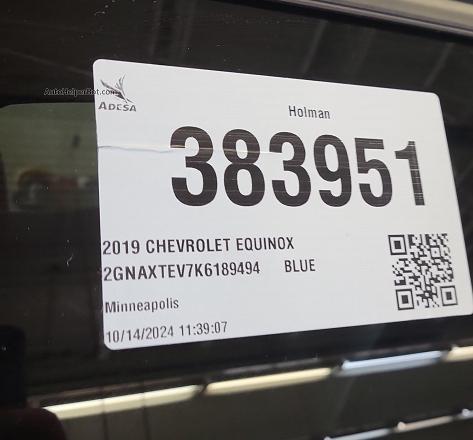 AutoHelperBot.com
ADESA
Holman
383951
2019 CHEVROLET EQUINOX
2GNAXTEV7K6189494 BLUE
Minneapolis
10/14/2024 11:39:07